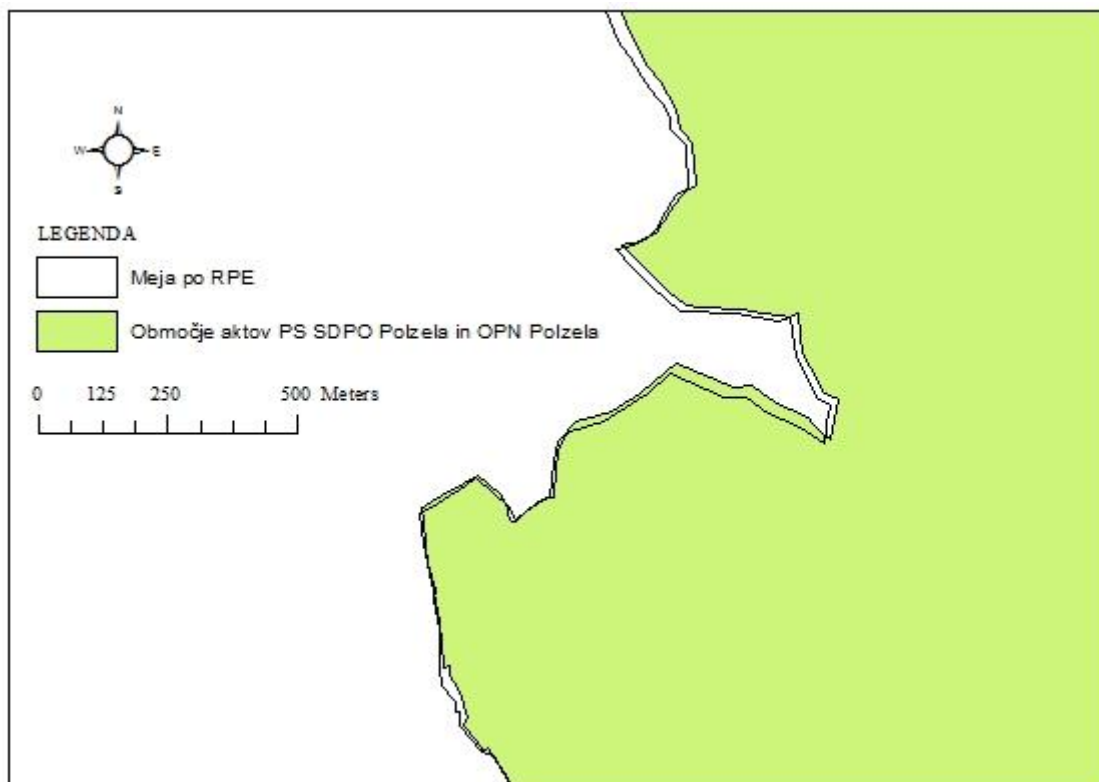 N
W E
S
LEGENDA
Meja po RPE
Območje aktov PS SDPO Polzela in OPN Polzela
0 125 250 500 Meters